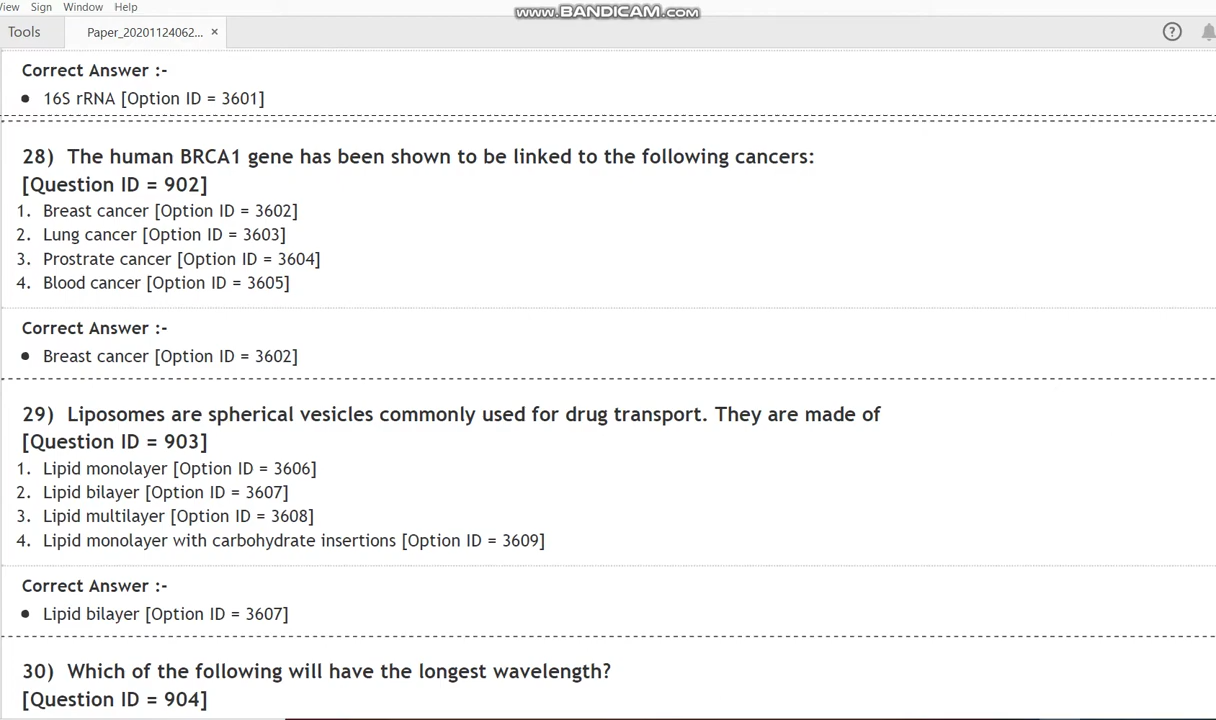 View Sign Window Help
www.BANDICAM.com
Tools Paper_20201124062... ×
Correct Answer :-
• 16S rRNA [Option ID = 3601]
28) The human BRCA1 gene has been shown to be linked to the following cancers:
[Question ID = 902]
1. Breast cancer [Option ID = 3602]
2. Lung cancer [Option ID = 3603]
3. Prostrate cancer [Option ID = 3604]
4. Blood cancer [Option ID = 3605]
Correct Answer :-
• Breast cancer [Option ID = 3602]
29) Liposomes are spherical vesicles commonly used for drug transport. They are made of
[Question ID = 903]
1. Lipid monolayer [Option ID = 3606]
2. Lipid bilayer [Option ID = 3607]
3. Lipid multilayer [Option ID = 3608]
4. Lipid monolayer with carbohydrate insertions [Option ID = 3609]
Correct Answer :-
• Lipid bilayer [Option ID = 3607]
30) Which of the following will have the longest wavelength?
[Question ID = 904]